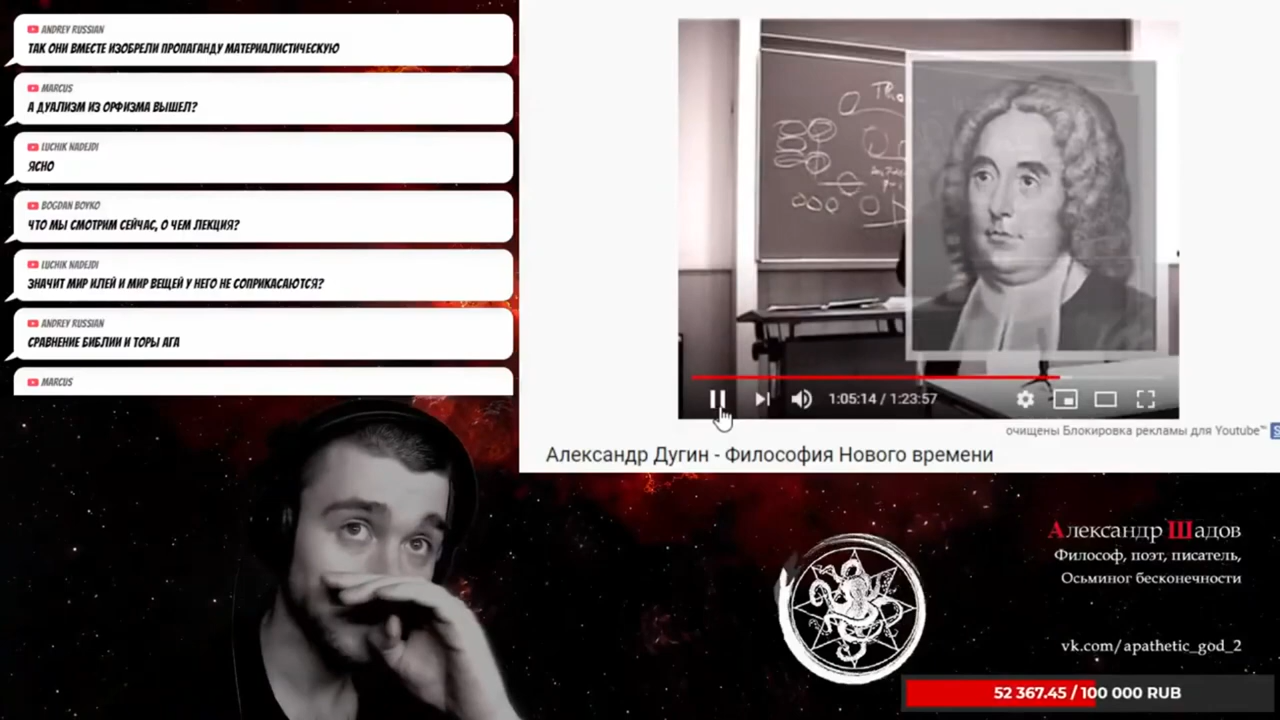 ANDREY RUSSIAN
ТАК ОНИ ВМЕСТЕ ИЗОБРЕЛИ ПРОПАГАНДУ МАТЕРИАЛИСТИЧЕСКУЮ
MARCUS
А ДУАЛИЗМ ИЗ ОРФИЗМА ВЫШЕЛ?
LUCHIK NADEJDI
ЯСНО
BOGDAN BOYKO
ЧТО МЫ СМОТРИМ СЕЙЧАС, О ЧЕМ ЛЕКЦИЯ?
LUCHIK NADEJDI
ЗНАЧИТ МИР ИЛЕЙ И МИР ВЕЩЕЙ У НЕГО НЕ СОПРИКАСАЮТСЯ?
ANDREY RUSSIAN
СРАВНЕНИЕ БИБЛИИ И ТОРЫ АГА
MARCUS
1:05:14 / 1:23:57
очищены Блокировка рекламы для Youtube™
Александр Дугин - Философия Нового времени
Александр Шадов
Философ, поэт, писатель,
Осьминог бесконечности
vk.com/apathetic_god_2
52 367.45 / 100 000 RUB